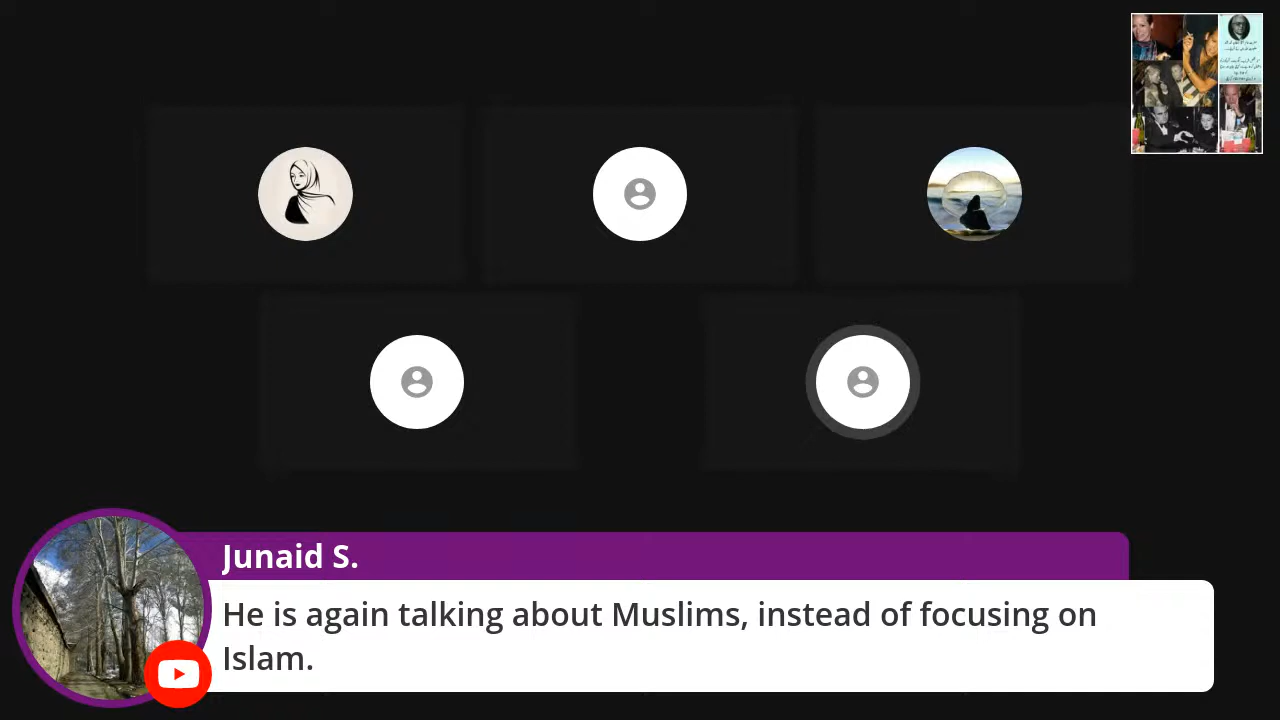 Junaid S.
He is again talking about Muslims, instead of focusing on
Islam.